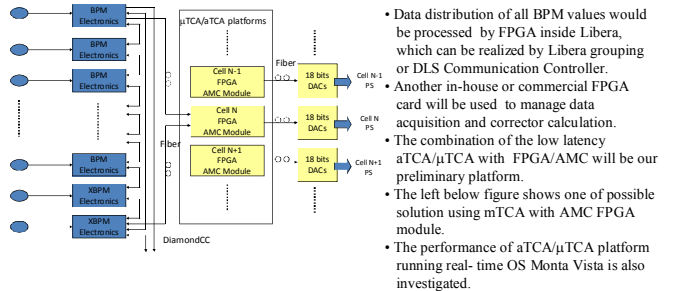 BPM
Electronics
BPM
Electronics
BPM
Electronics
BPM
Electronics
XBPM
Electronics
XBPM
Electronics
DiamondCC
Fiber
μTCA/aTCA platforms
Cell N-1
FPGA
AMC Module
Cell N
FPGA
AMC Module
Cell N+1
FPGA
AMC Module
Fiber
18 bits
DACs
18 bits
DACs
18 bits
DACs
Cell N-1
PS
Cell N
PS
Cell N+1
PS
• Data distribution of all BPM values would
be processed by FPGA inside Libera,
which can be realized by Libera grouping
or DLS Communication Controller.
• Another in-house or commercial FPGA
card will be used to manage data
acquisition and corrector calculation.
• The combination of the low latency
aTCA/μTCA with FPGA/AMC will be our
preliminary platform.
• The left below figure shows one of possible
solution using mTCA with AMC FPGA
module.
• The performance of aTCA/μTCA platform
running real- time OS Monta Vista is also
investigated.